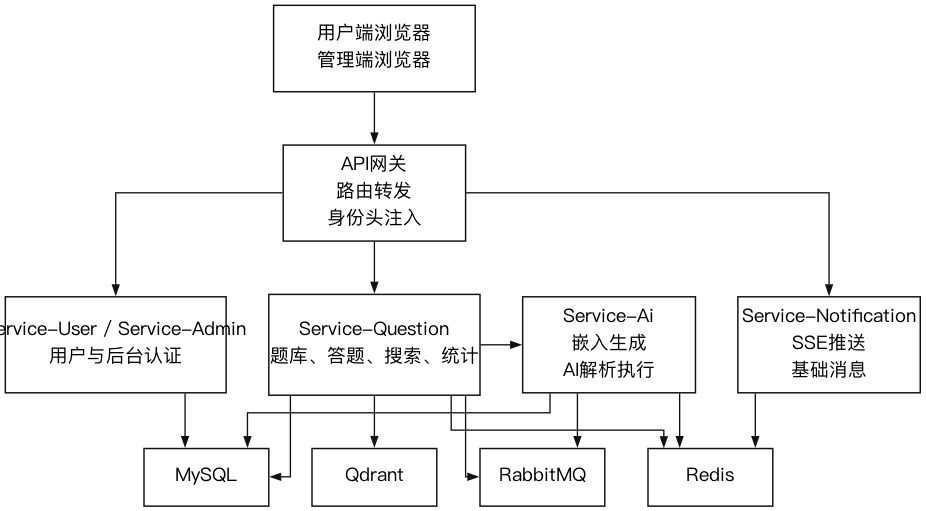 用户端浏览器
管理端浏览器
API网关
路由转发
身份头注入
ervice-User / Service-Admin
用户与后台认证
Service-Question
题库、答题、搜索、统计
Service-Ai
嵌入生成
AI解析执行
Service-Notification
SSE推送
基础消息
MySQL
Qdrant
RabbitMQ
Redis